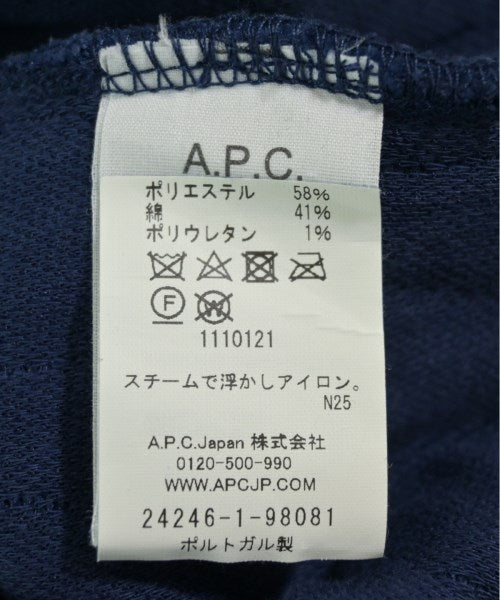 A.P.C.
ポリエステル 58%
綿 41%
ポリウレタン 1%
F W
1110121
スチームで浮かしアイロン。
N25
A.P.C.Japan 株式会社
0120-500-990
WWW.APCJP.COM
24246-1-98081
ポルトガル製